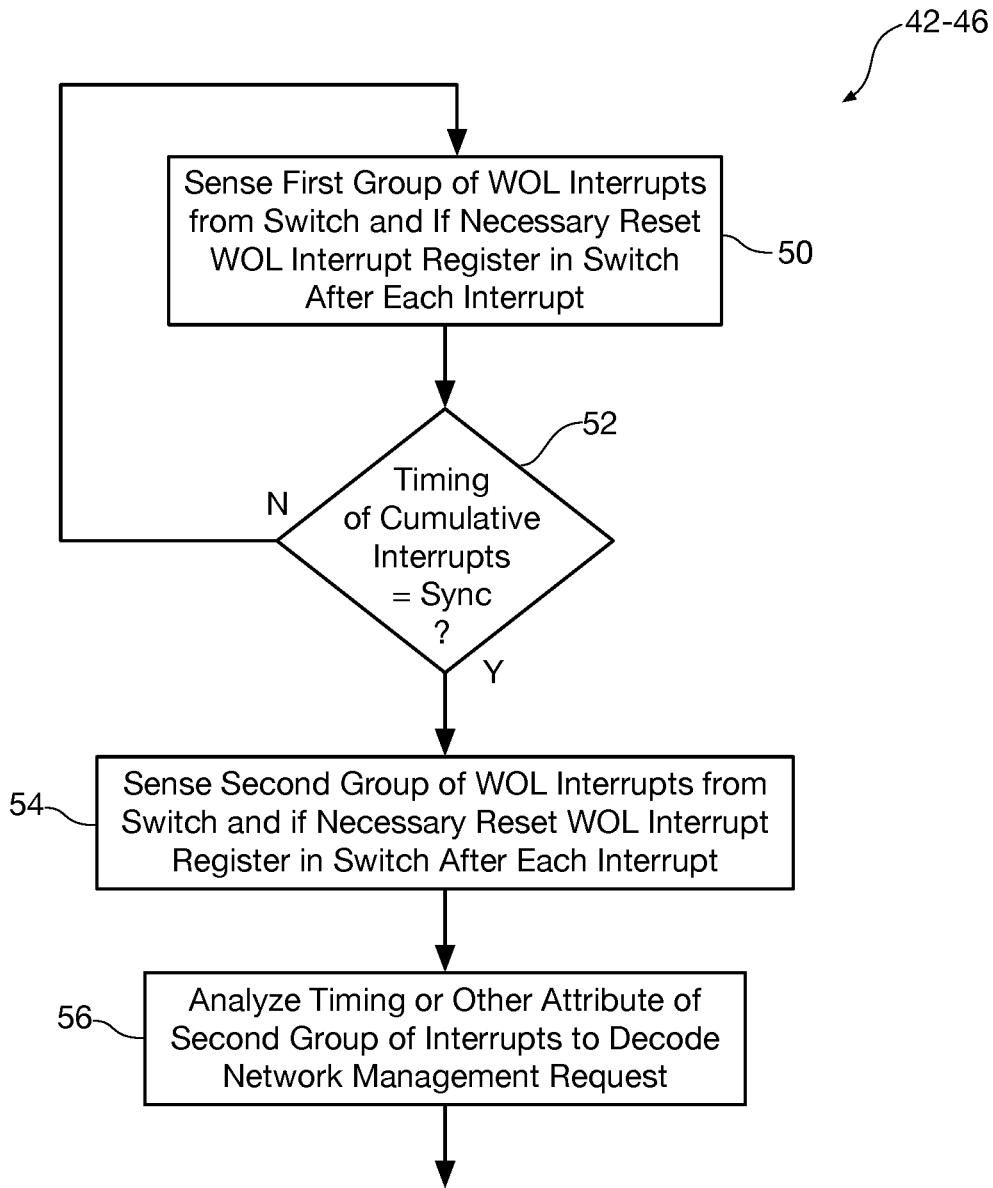 42-46
Sense First Group of WOL Interrupts
from Switch and If Necessary Reset
WOL Interrupt Register in Switch
After Each Interrupt
50
52
Timing
of Cumulative
Interrupts
= Sync
?
N
Y
54
Sense Second Group of WOL Interrupts from
Switch and if Necessary Reset WOL Interrupt
Register in Switch After Each Interrupt
56
Analyze Timing or Other Attribute of
Second Group of Interrupts to Decode
Network Management Request